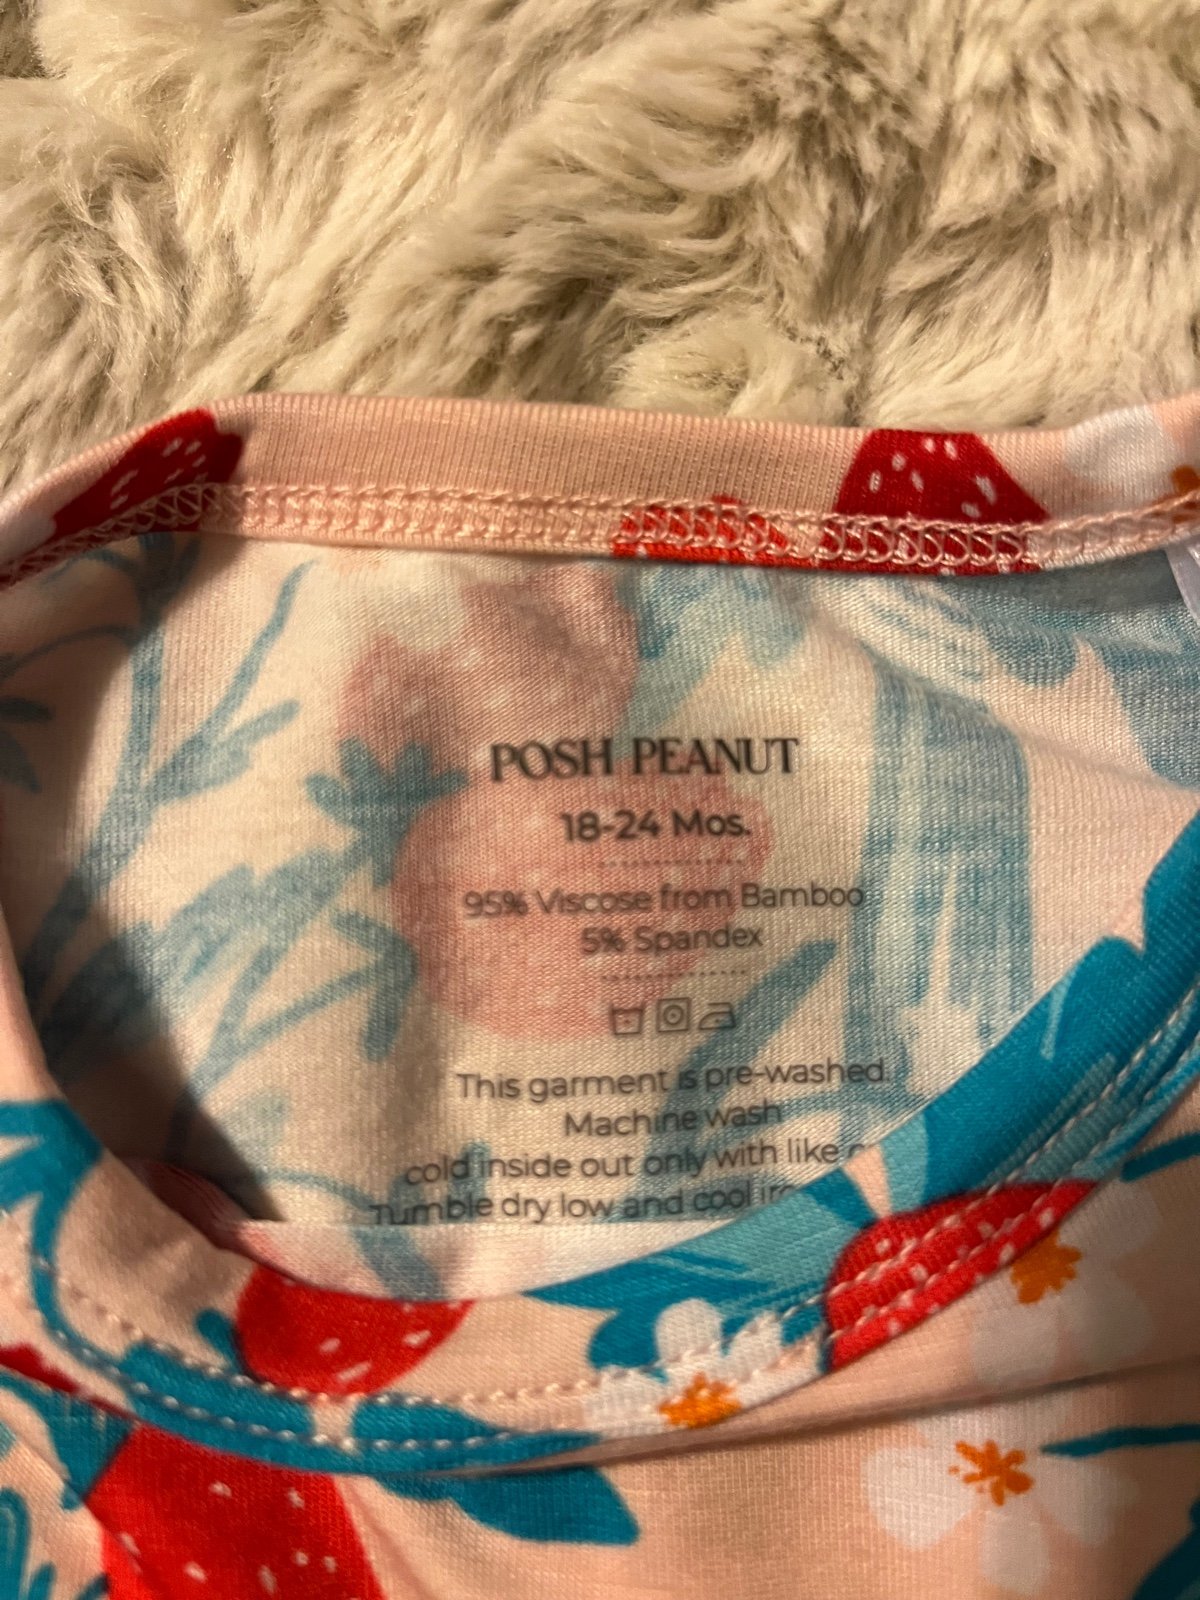 POSH PEANUT
18-24 Mos.
95% Viscose from Bamboo
5% Spandex
This garment is pre-washed.
Machine wash
cold inside out only with like
Tumble dry low and cool